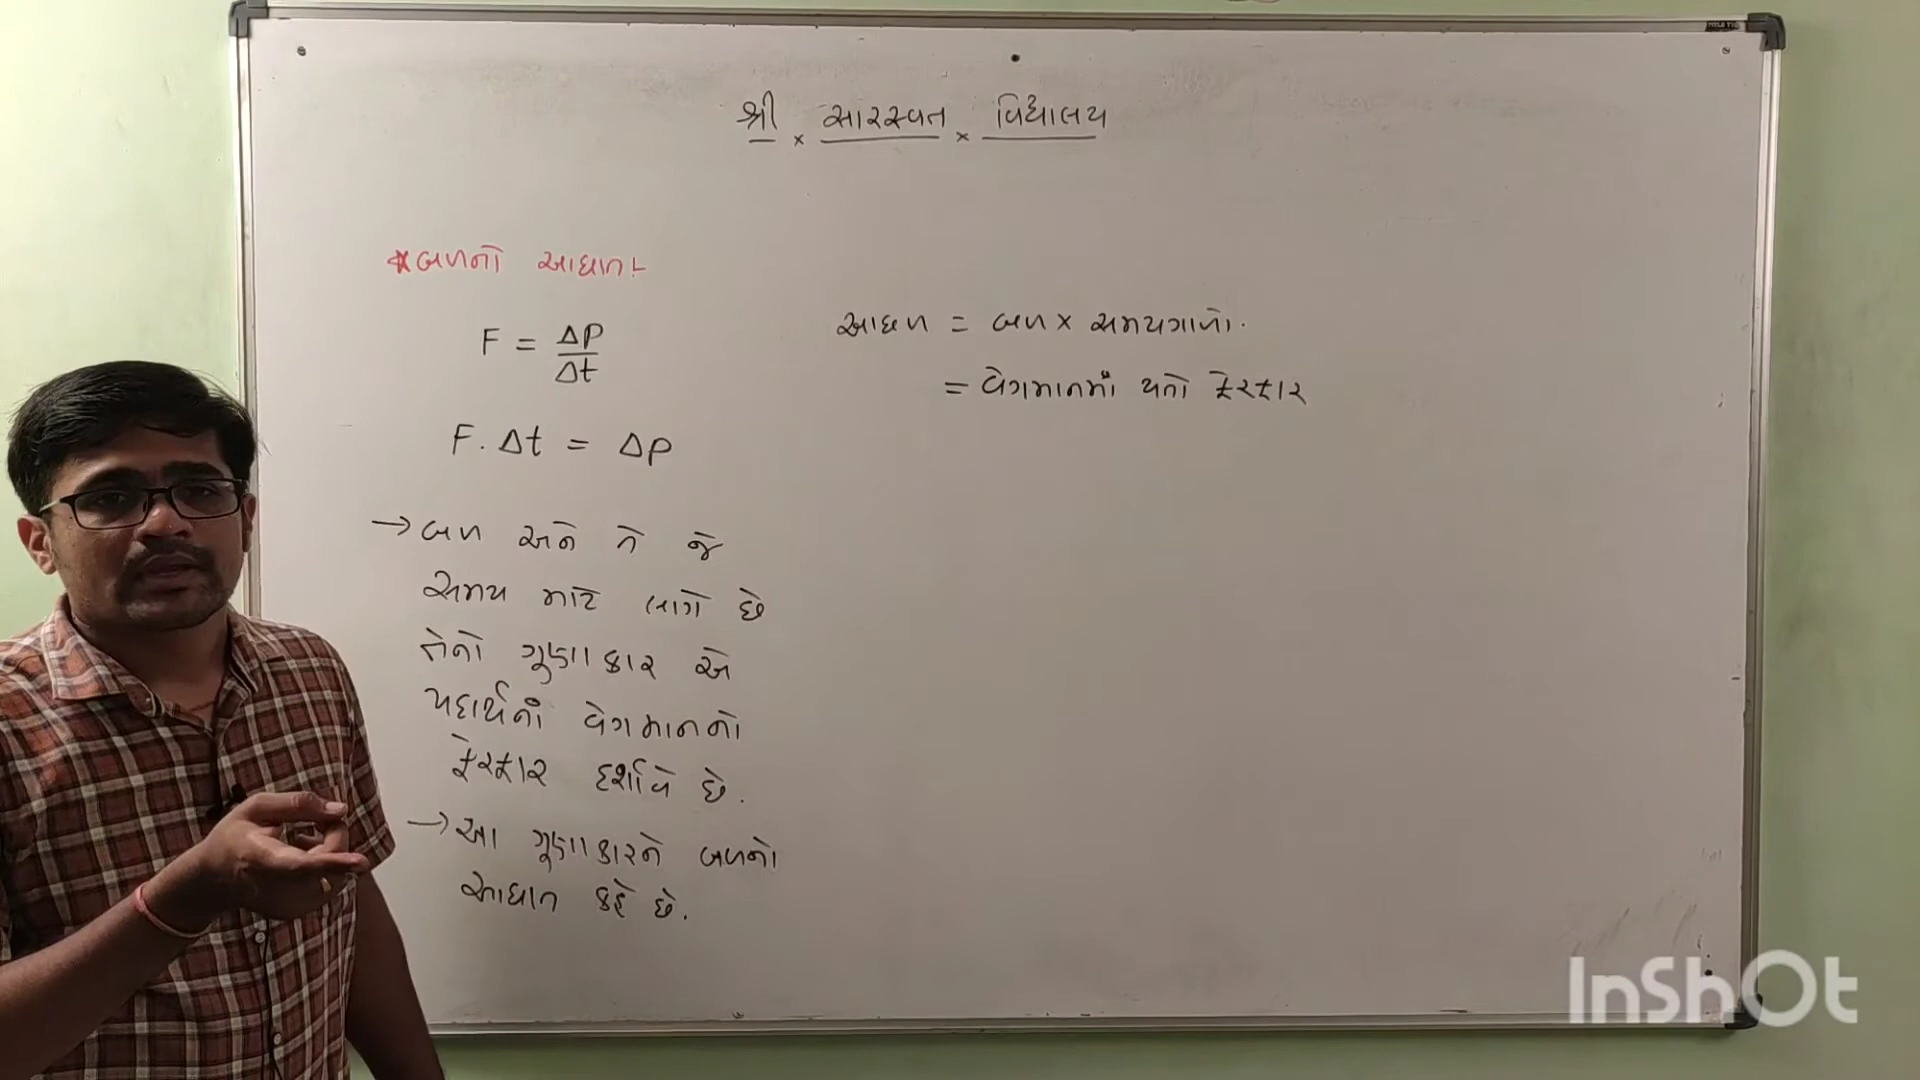 શ્રી × સારસ્વત × વિદ્યાલય
* બળનો આઘાત :-
F = ΔP / Δt
F. Δt = ΔP
→ બળ અને તે જે
સમય માટે લાગે છે
તેનો ગુણાકાર એ
પદાર્થનાં વેગમાનનો
ફેરફાર દર્શાવે છે.
→ આ ગુણાકારને બળનો
આઘાત કહે છે.
આઘાત = બળ × સમયગાળો.
= વેગમાનમાં થતો ફેરફાર
InShOt